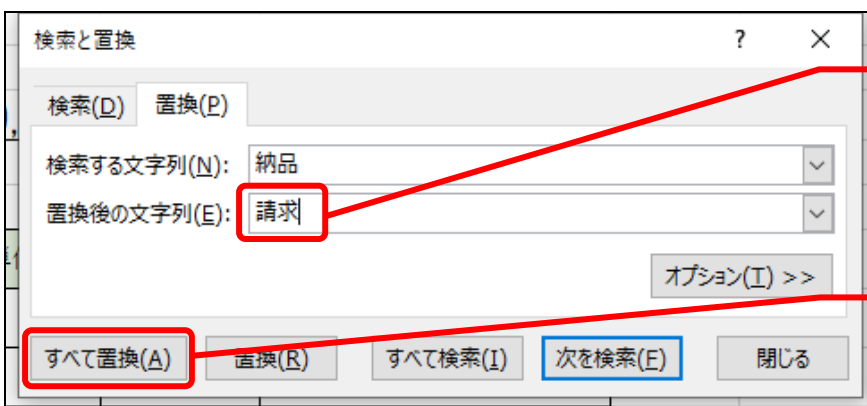 検索と置換 ?
検索(D) 置換(P)
検索する文字列(N): 納品
置換後の文字列(E): 請求
オプション(T) >>
すべて置換(A) 置換(R) すべて検索(I) 次を検索(F) 閉じる